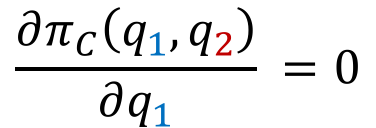 ∂π_C(q_1, q_2)
∂q_1 = 0